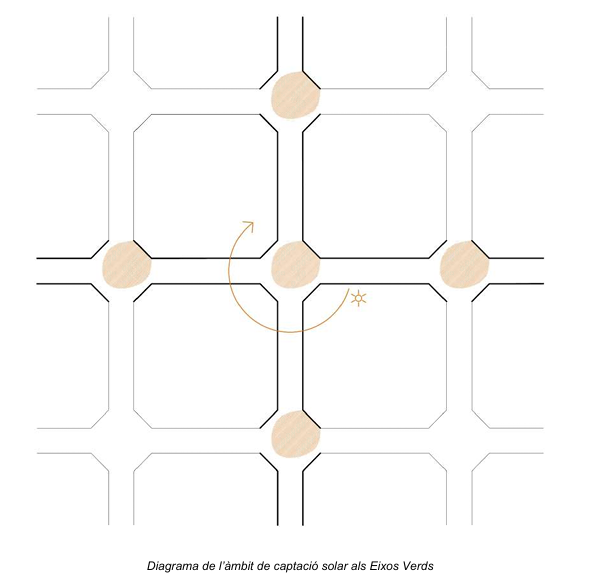 Diagrama de l'àmbit de captació solar als Eixos Verds